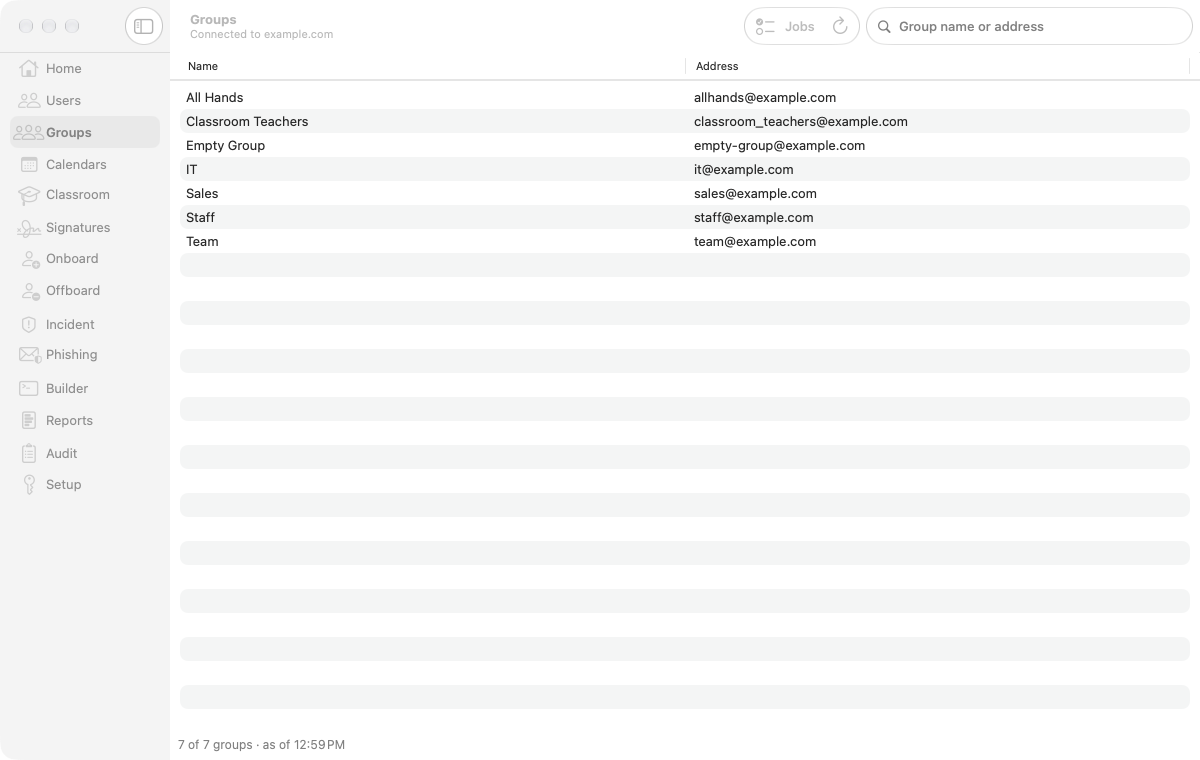 Groups
Connected to example.com
Jobs
Group name or address
Home
Users
Groups
Calendars
Classroom
Signatures
Onboard
Offboard
Incident
Phishing
Builder
Reports
Audit
Setup
Name Address
All Hands allhands@example.com
Classroom Teachers classroom_teachers@example.com
Empty Group empty-group@example.com
IT it@example.com
Sales sales@example.com
Staff staff@example.com
Team team@example.com
7 of 7 groups · as of 12:59 PM